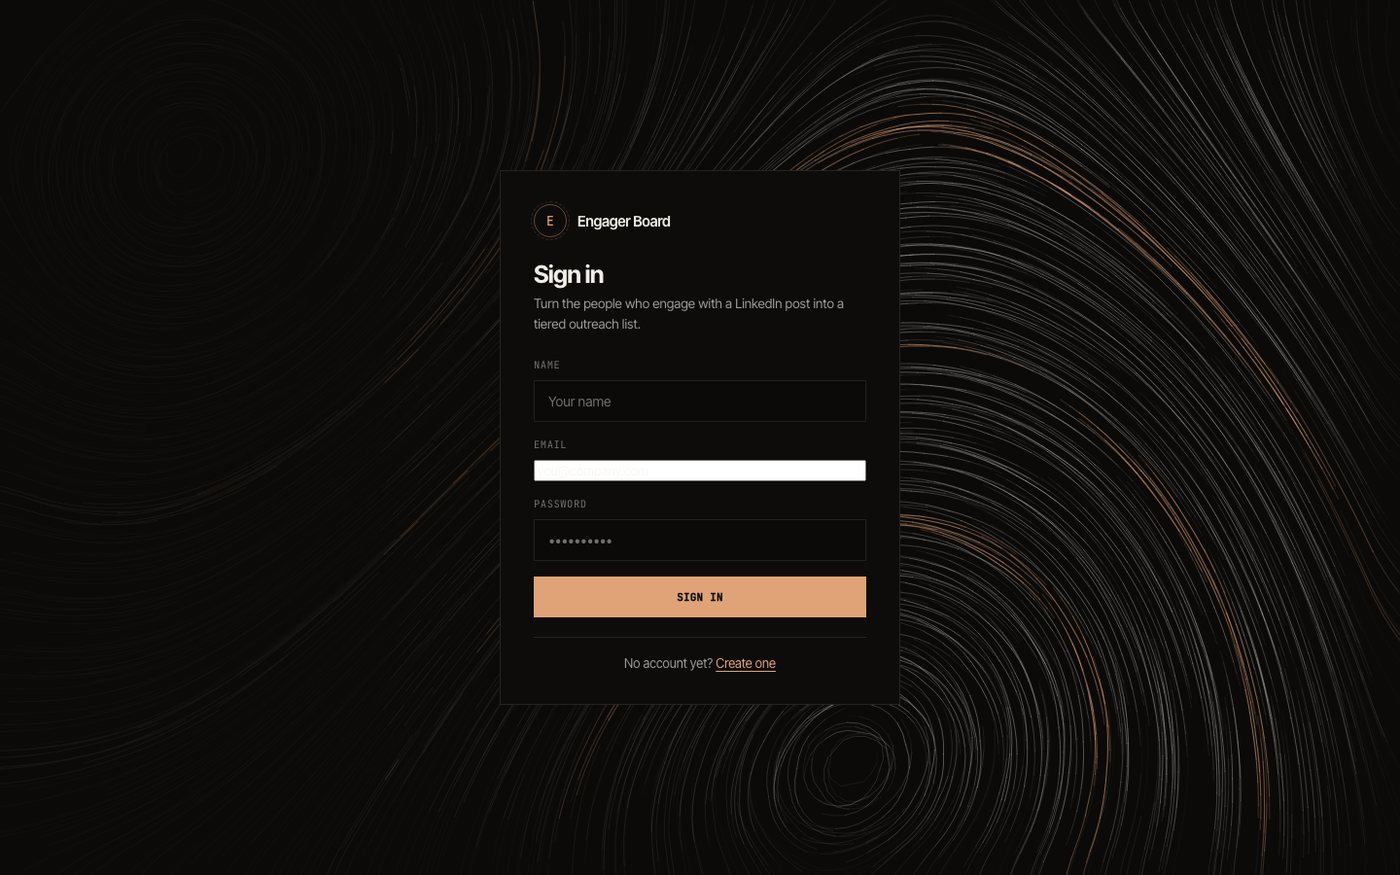 E
Engager Board
Sign in
Turn the people who engage with a LinkedIn post into a
tiered outreach list.
NAME
Your name
EMAIL
PASSWORD
••••••••••
SIGN IN
No account yet? Create one